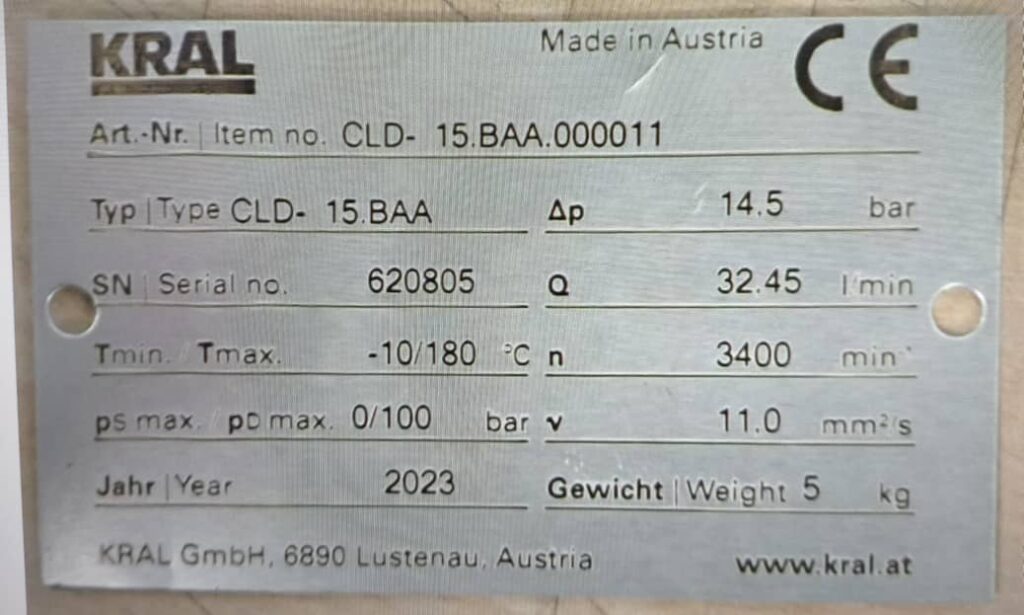 KRAL Made in Austria CE
Art.-Nr. | Item no. CLD- 15.BAA.000011
Typ | Type CLD- 15.BAA Δp 14.5 bar
SN | Serial no. 620805 Q 32.45 l/min
Tmin. / Tmax. -10/180 °C n 3400 min⁻¹
pS max. / pD max. 0/100 bar ν 11.0 mm²/s
Jahr | Year 2023 Gewicht | Weight 5 kg
KRAL GmbH, 6890 Lustenau, Austria www.kral.at